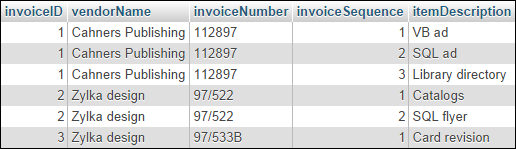 invoiceID vendorName invoiceNumber invoiceSequence itemDescription
1 Cahners Publishing 112897 1 VB ad
1 Cahners Publishing 112897 2 SQL ad
1 Cahners Publishing 112897 3 Library directory
2 Zylka design 97/522 1 Catalogs
2 Zylka design 97/522 2 SQL flyer
3 Zylka design 97/533B 1 Card revision